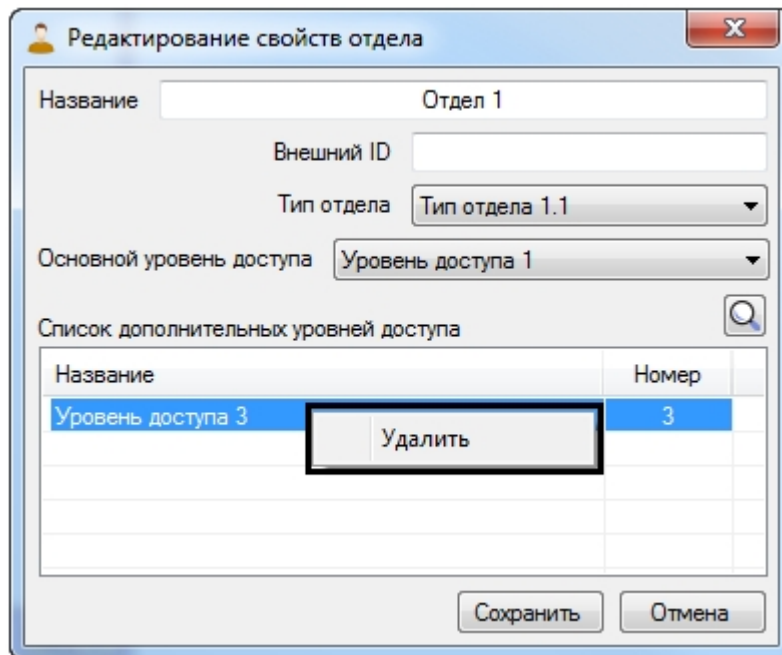 Редактирование свойств отдела
Название Отдел 1
Внешний ID
Тип отдела Тип отдела 1.1
Основной уровень доступа Уровень доступа 1
Список дополнительных уровней доступа
Название Номер
Уровень доступа 3 3
Удалить
Сохранить Отмена